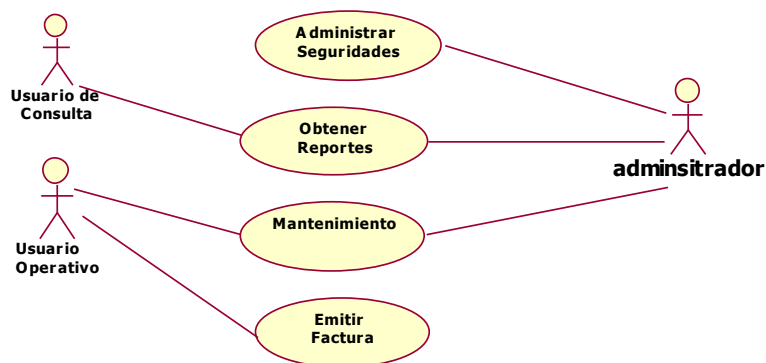 Administrar
Seguridades
Usuario de
Consulta
Obtener
Reportes
adminsitrador
Mantenimiento
Usuario
Operativo
Emitir
Factura